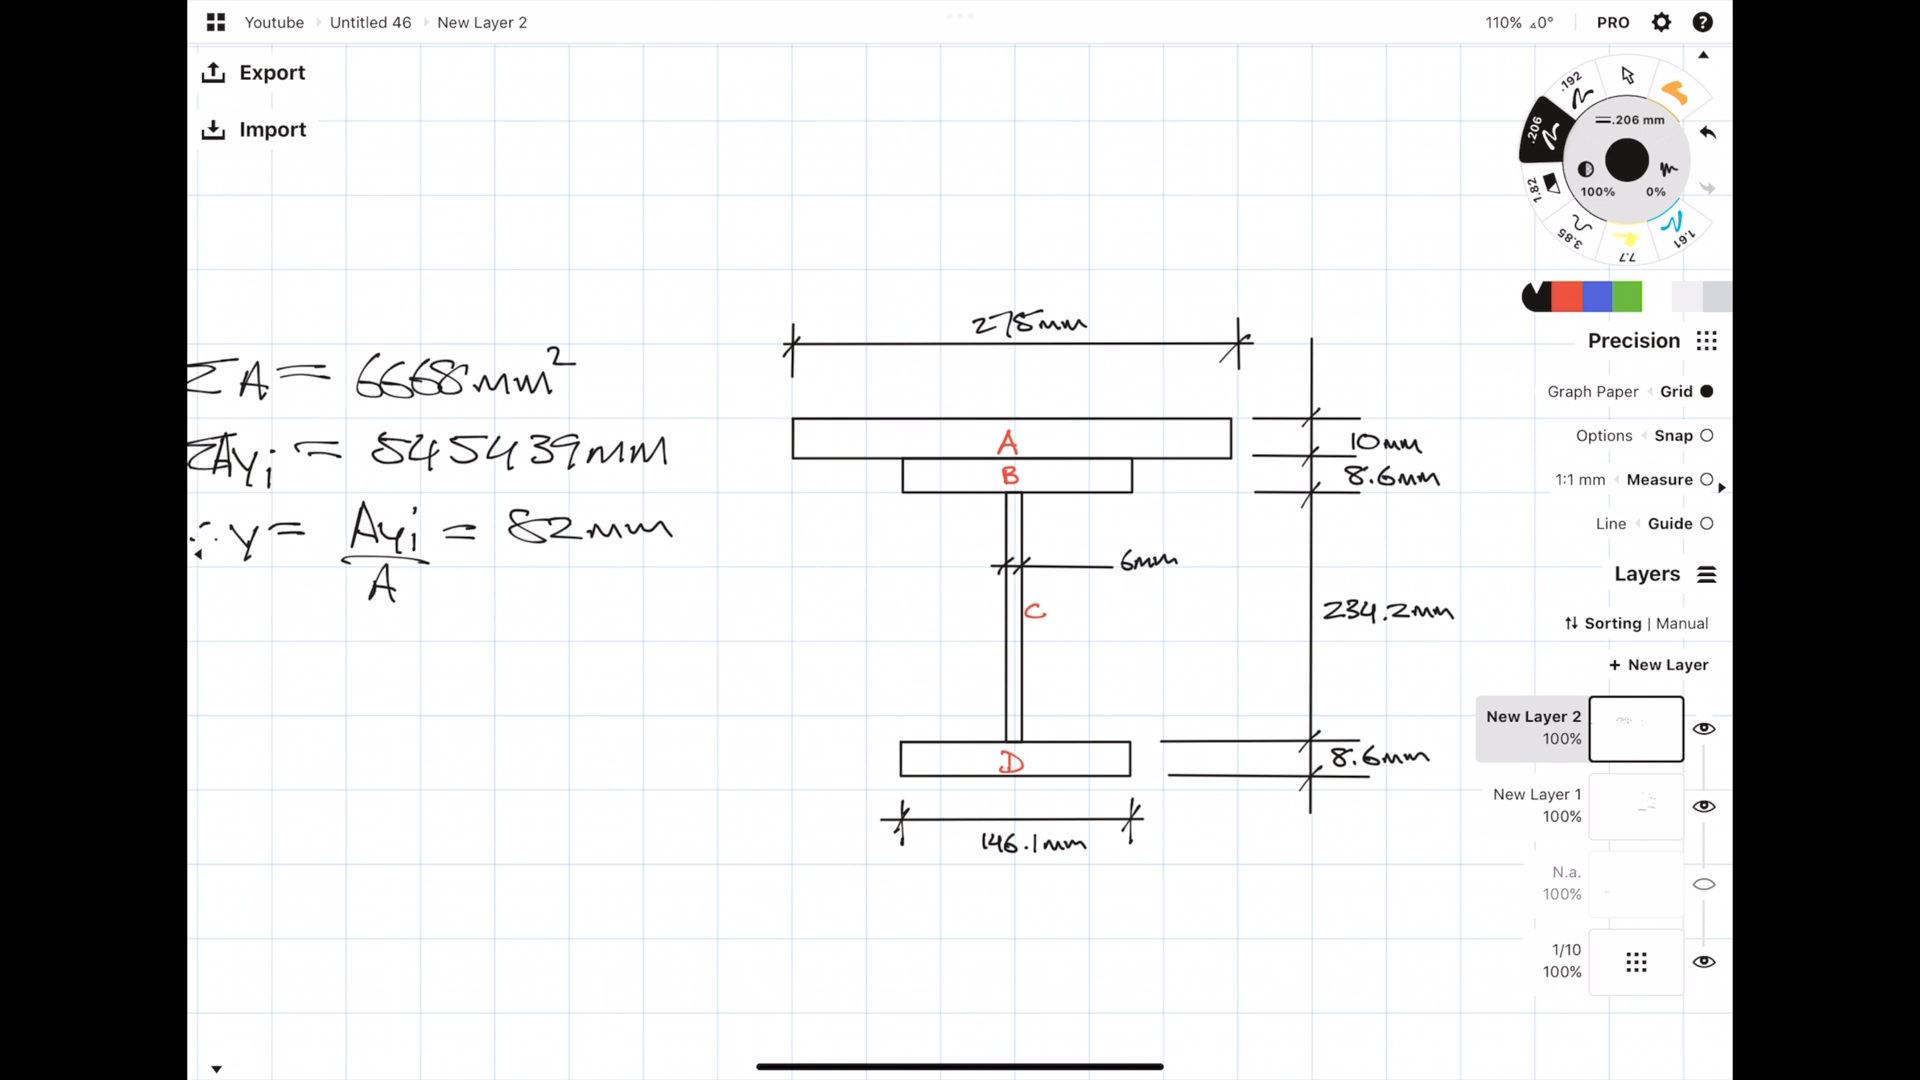 Youtube Untitled 46 New Layer 2
110% ⊿0° PRO ?
Export
Import
.192
.206
.206 mm
100% 0%
1.82
3.85
7.7
1.61
Precision
Graph Paper Grid
Options Snap
1:1 mm Measure
Line Guide
Layers
Sorting | Manual
+ New Layer
New Layer 2
100%
New Layer 1
100%
N.a.
100%
1/10
100%
ΣA = 6668mm²
ΣAyi = 545439mm
∴ y = Ayi/A = 82mm
275mm
A
B
C
D
10mm
8.6mm
6mm
234.2mm
8.6mm
146.1mm